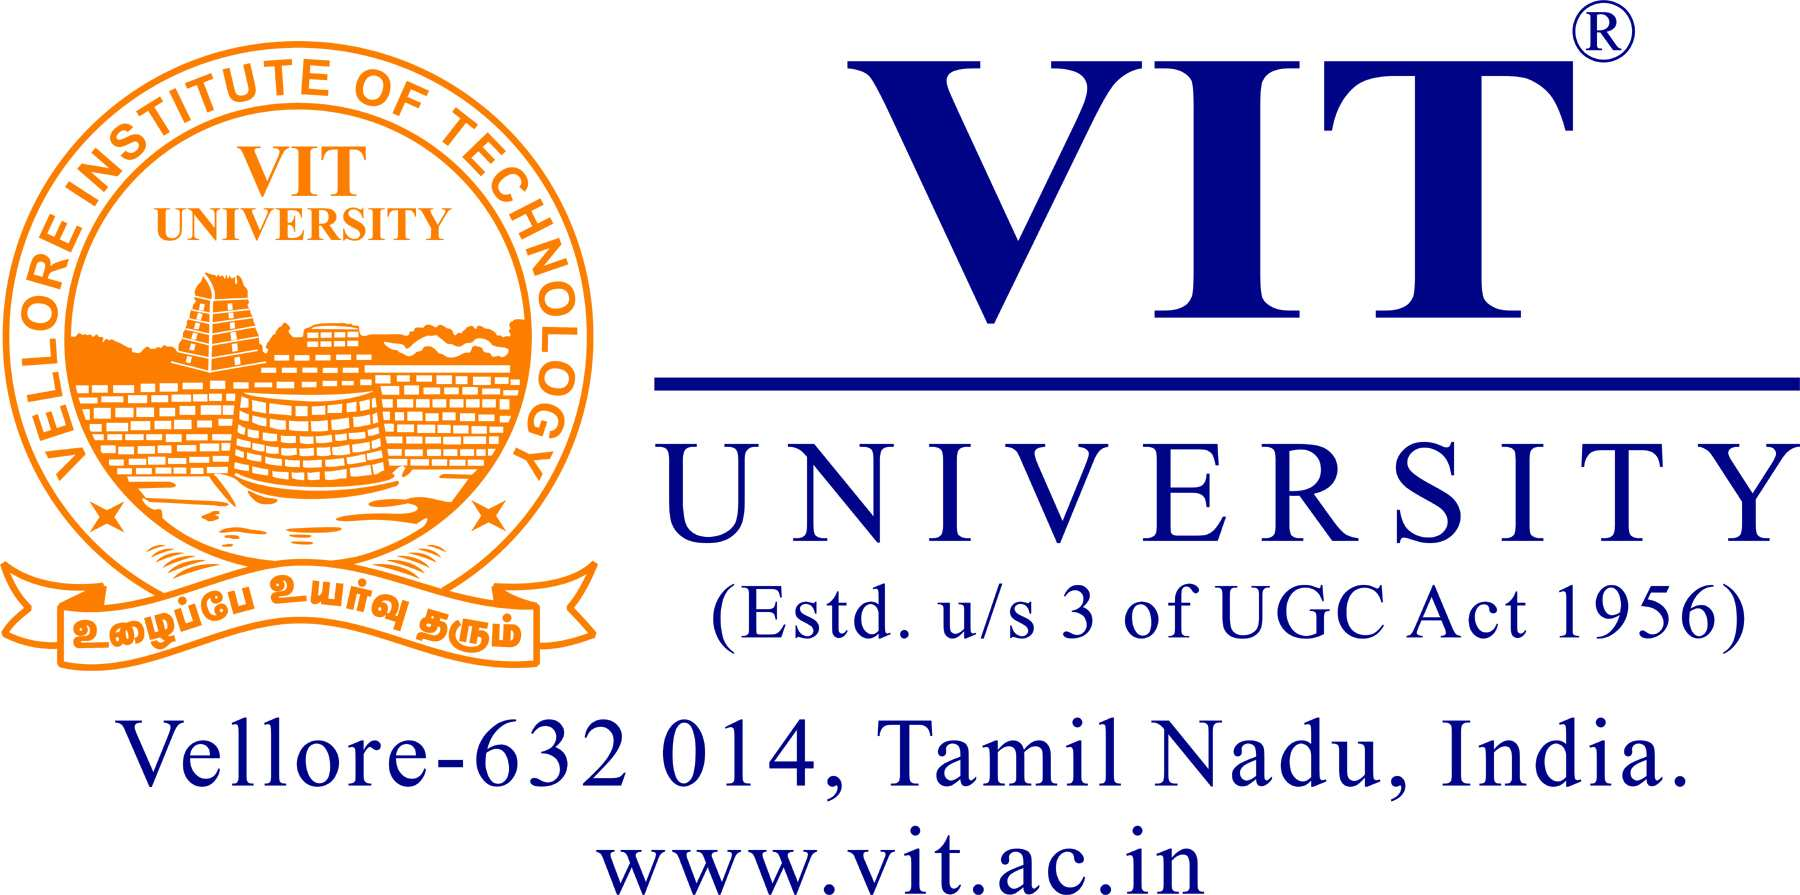 VELLORE INSTITUTE OF TECHNOLOGY
VIT
UNIVERSITY
உழைப்பே உயர்வு தரும்
VIT®
UNIVERSITY
(Estd. u/s 3 of UGC Act 1956)
Vellore-632 014, Tamil Nadu, India.
www.vit.ac.in